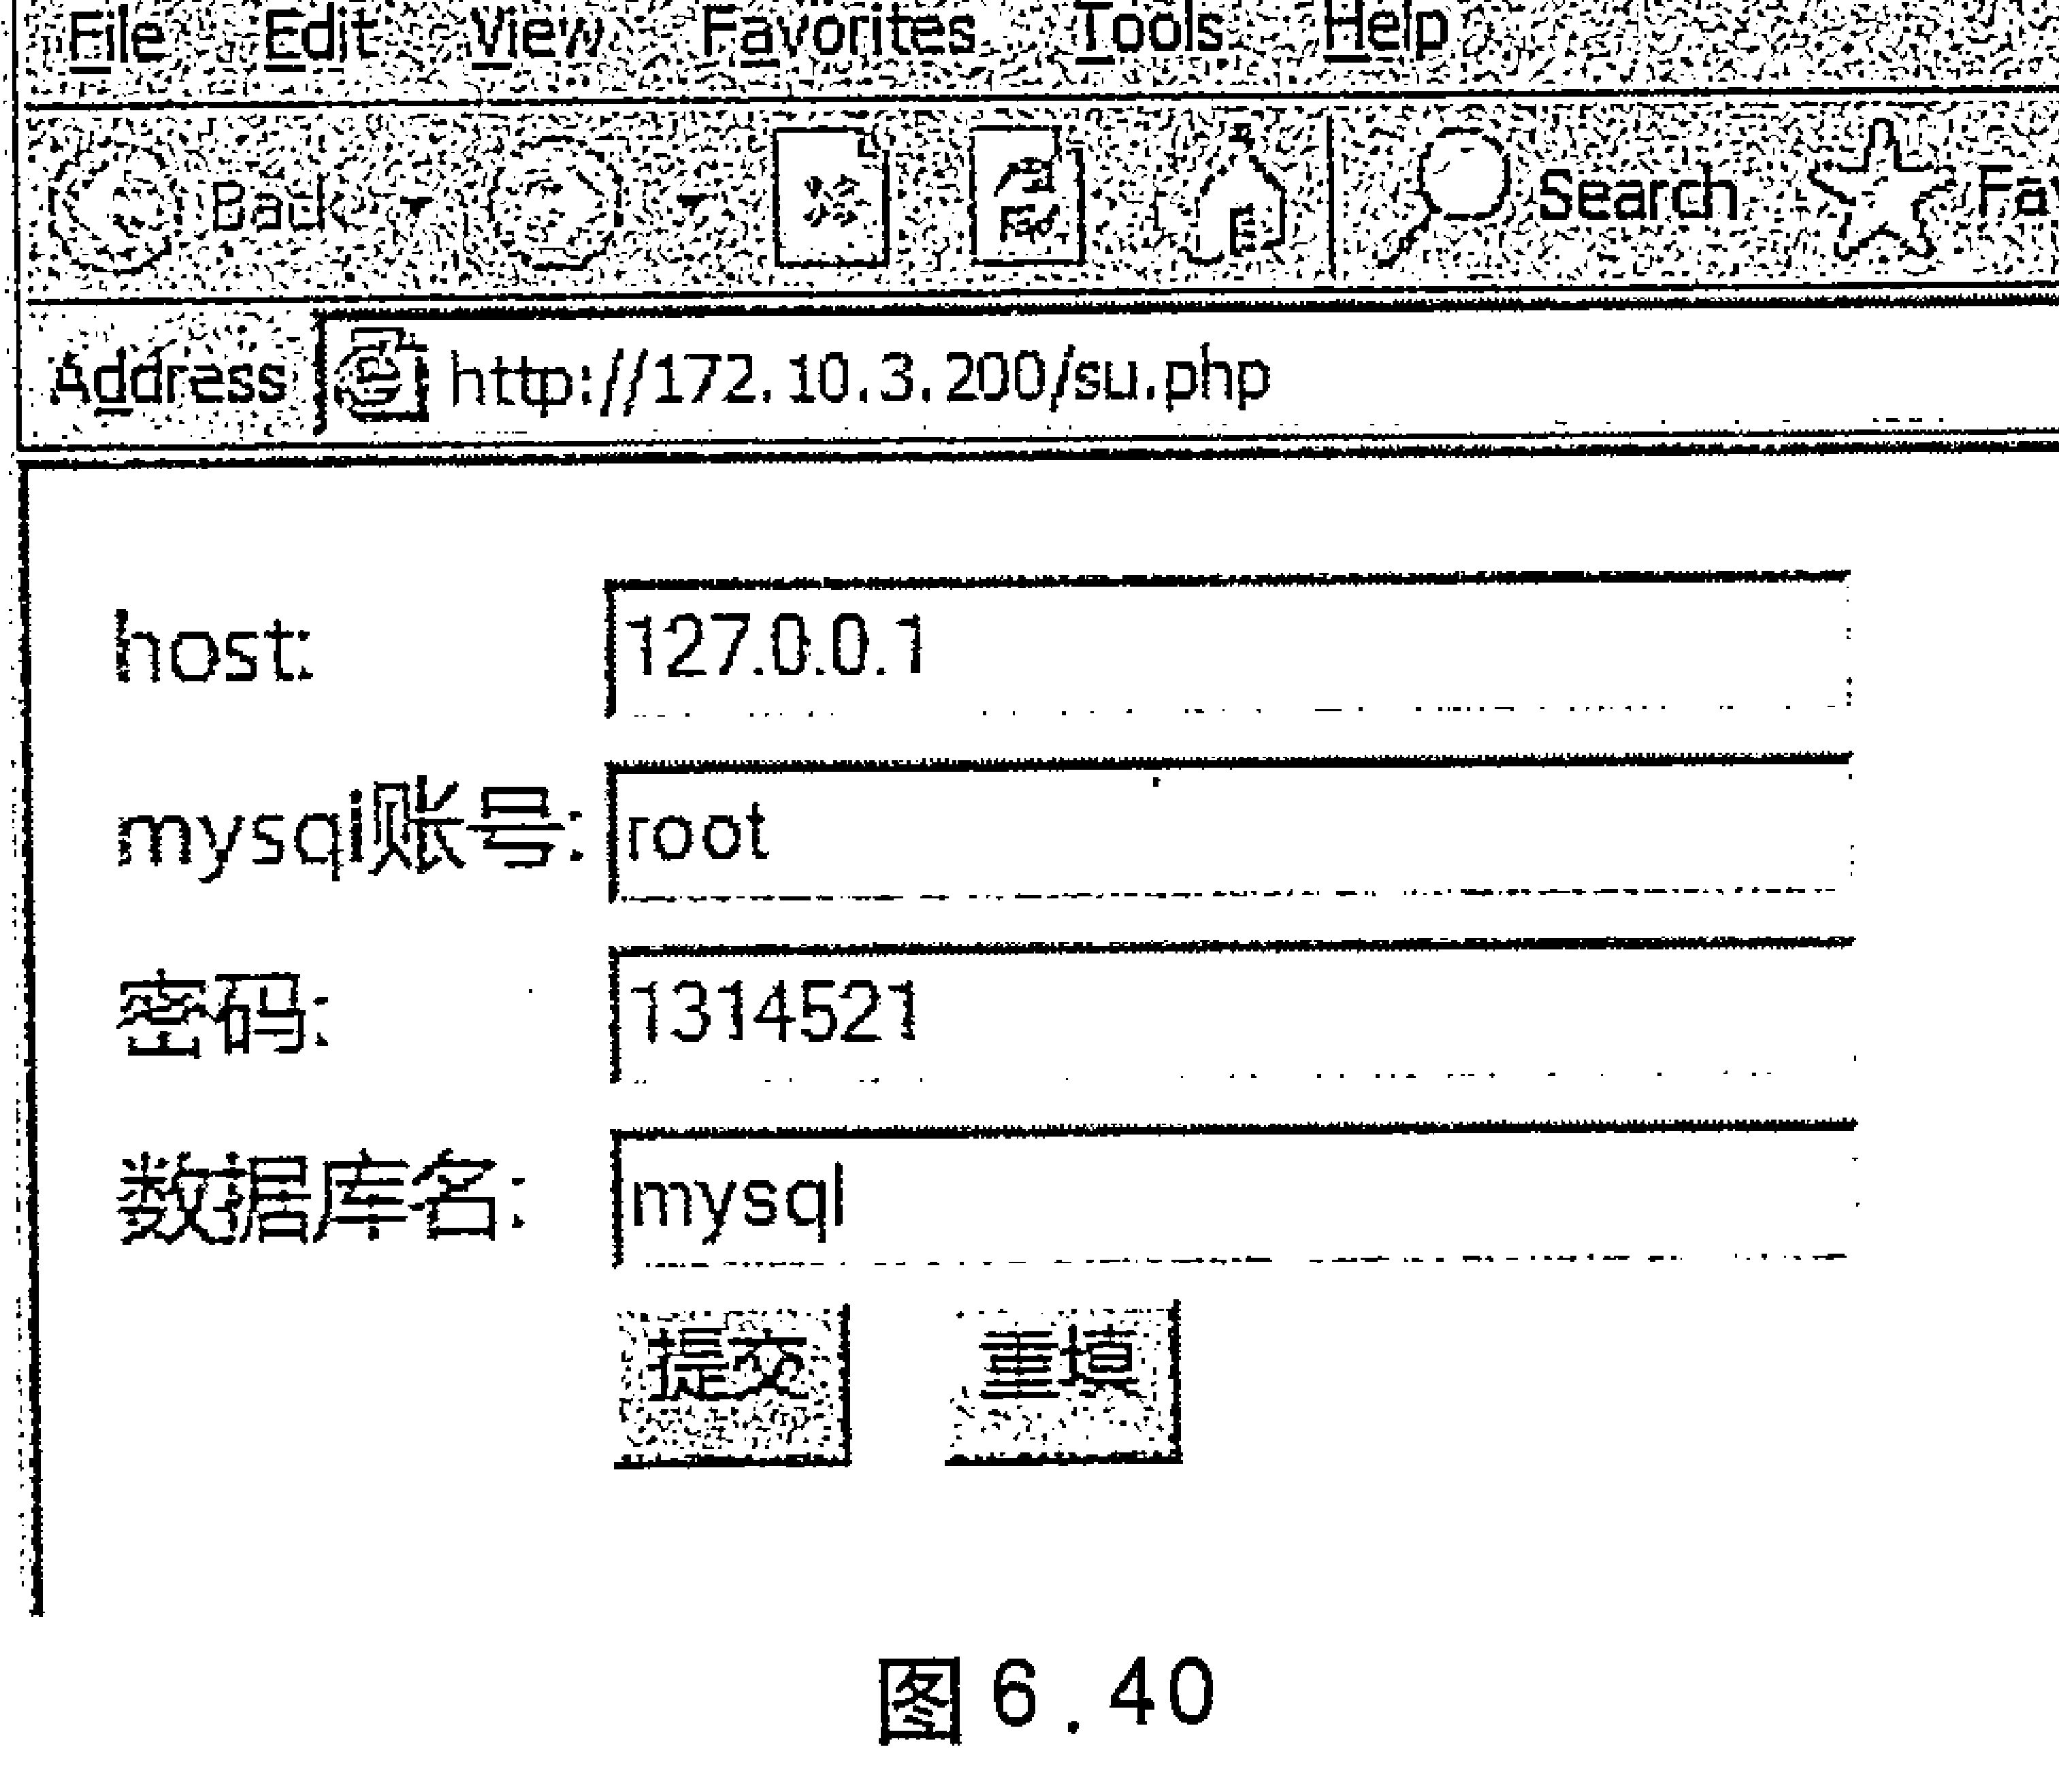 File Edit View Favorites Tools Help
Back Search Fav
Address http://172.10.3.200/su.php
host: 127.0.0.1
mysql账号: root
密码: 1314521
数据库名: mysql
提交 重填
图6.40